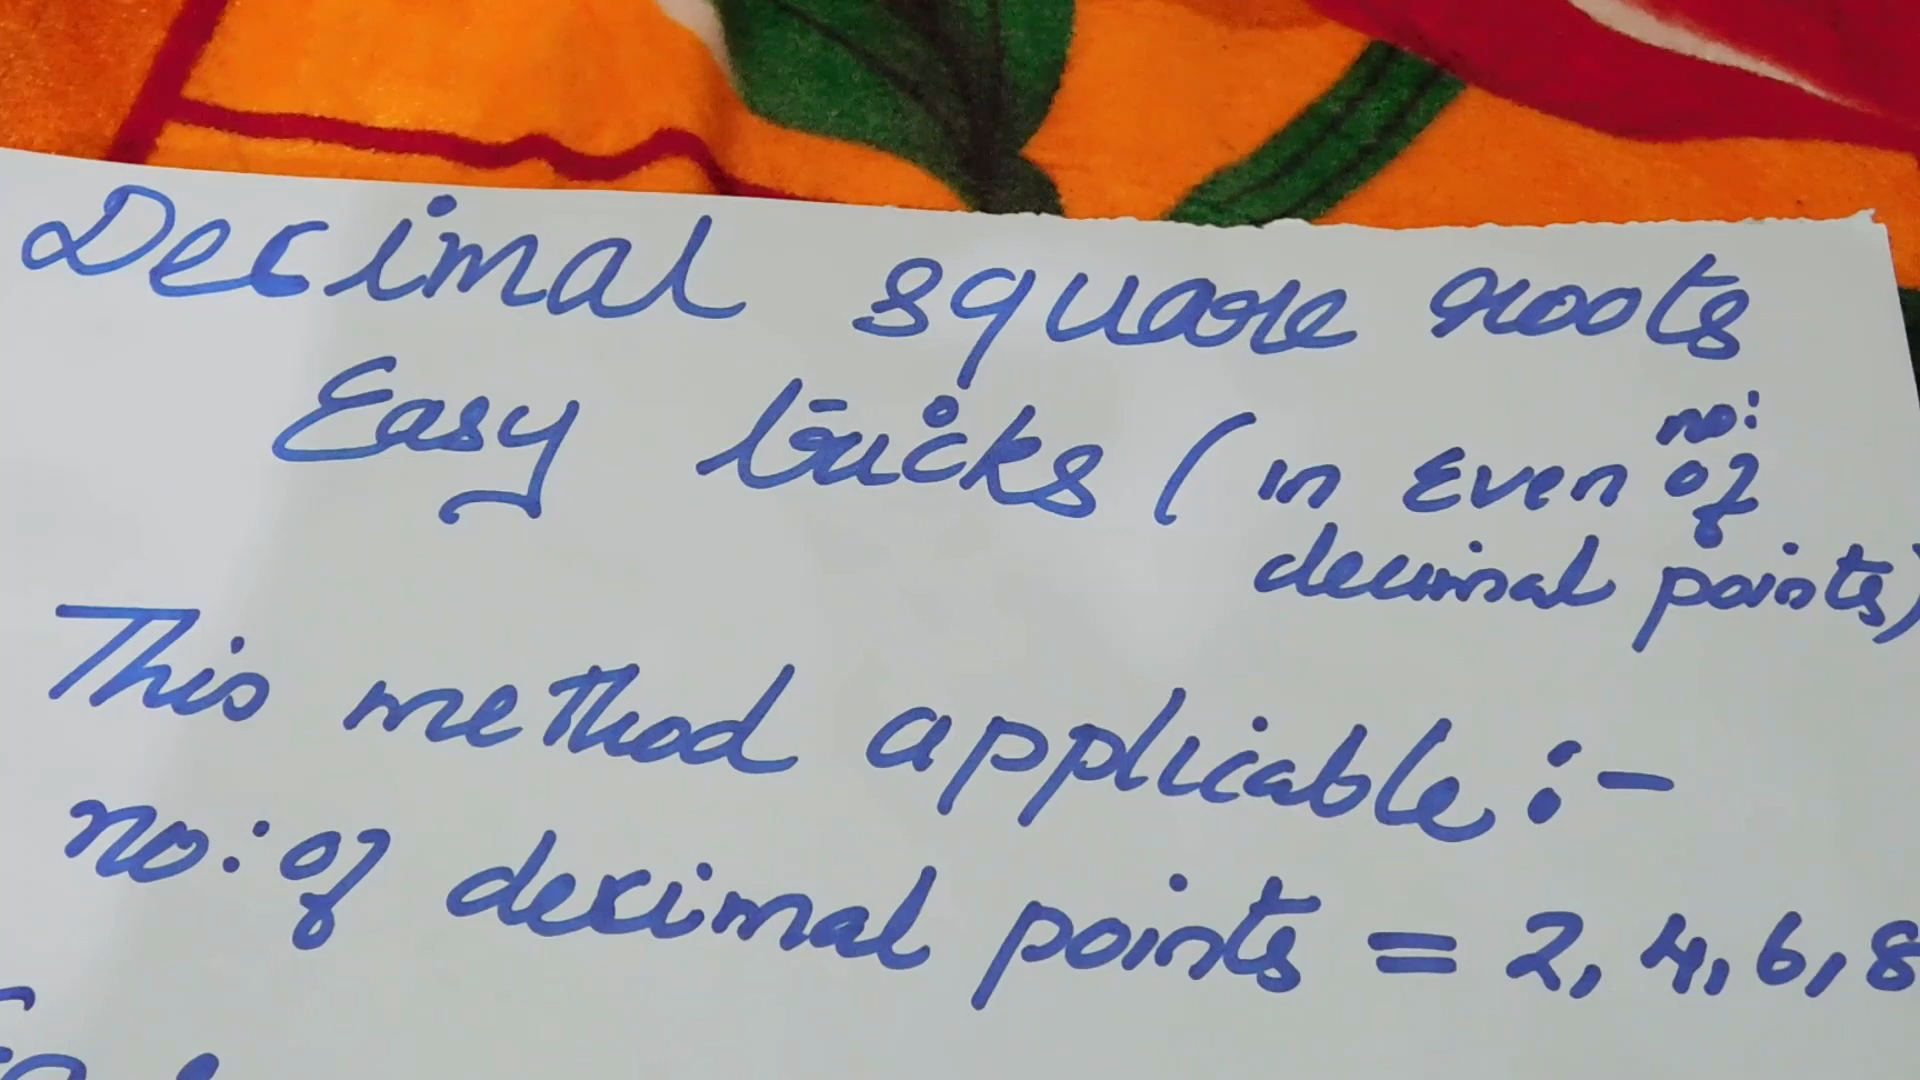 Decimal square roots
Easy tricks (in Even no: of
decimal points)
This method applicable :-
no: of decimal points = 2, 4, 6, 8